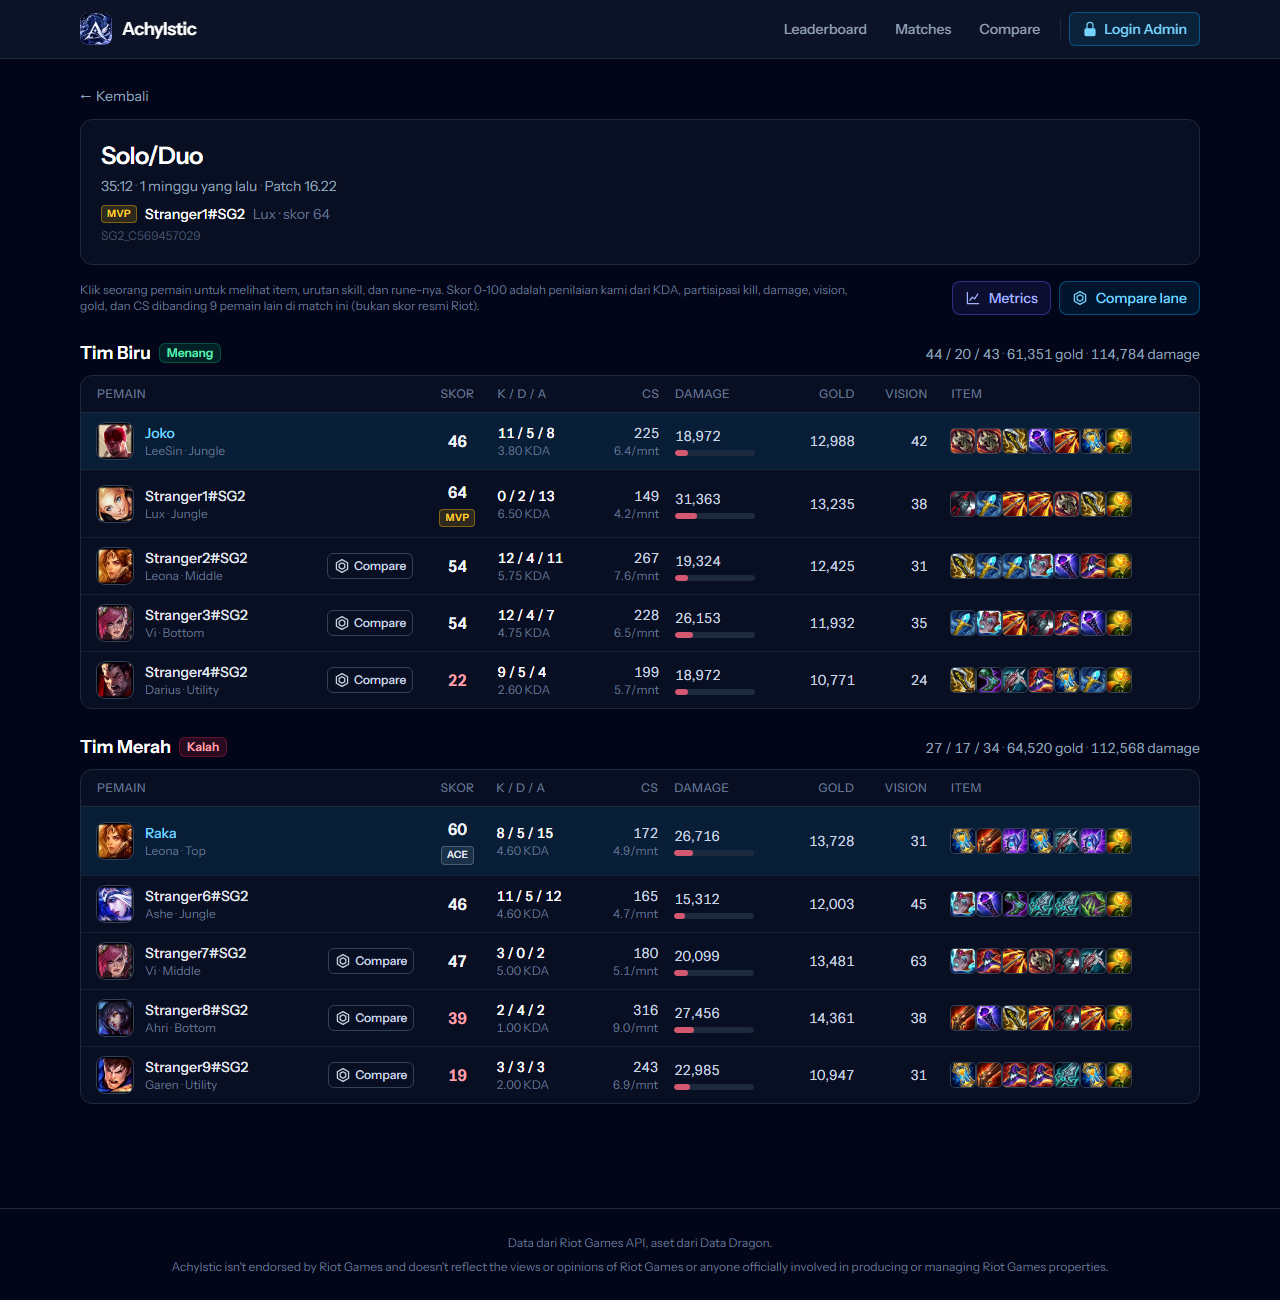 Achylstic
Leaderboard
Matches
Compare
Login Admin
← Kembali
Solo/Duo
35:12 · 1 minggu yang lalu · Patch 16.22
MVP Stranger1#SG2 Lux · skor 64
SG2_C569457029
Klik seorang pemain untuk melihat item, urutan skill, dan rune-nya. Skor 0-100 adalah penilaian kami dari KDA, partisipasi kill, damage, vision,
gold, dan CS dibanding 9 pemain lain di match ini (bukan skor resmi Riot).
Metrics
Compare lane
Tim Biru Menang
44 / 20 / 43 · 61,351 gold · 114,784 damage
PEMAIN SKOR K / D / A CS DAMAGE GOLD VISION ITEM
Joko
LeeSin · Jungle
46
11 / 5 / 8
3.80 KDA
225
6.4/mnt
18,972
12,988
42
Stranger1#SG2
Lux · Jungle
64
MVP
0 / 2 / 13
6.50 KDA
149
4.2/mnt
31,363
13,235
38
Stranger2#SG2
Leona · Middle
Compare
54
12 / 4 / 11
5.75 KDA
267
7.6/mnt
19,324
12,425
31
Stranger3#SG2
Vi · Bottom
Compare
54
12 / 4 / 7
4.75 KDA
228
6.5/mnt
26,153
11,932
35
Stranger4#SG2
Darius · Utility
Compare
22
9 / 5 / 4
2.60 KDA
199
5.7/mnt
18,972
10,771
24
Tim Merah Kalah
27 / 17 / 34 · 64,520 gold · 112,568 damage
PEMAIN SKOR K / D / A CS DAMAGE GOLD VISION ITEM
Raka
Leona · Top
60
ACE
8 / 5 / 15
4.60 KDA
172
4.9/mnt
26,716
13,728
31
Stranger6#SG2
Ashe · Jungle
46
11 / 5 / 12
4.60 KDA
165
4.7/mnt
15,312
12,003
45
Stranger7#SG2
Vi · Middle
Compare
47
3 / 0 / 2
5.00 KDA
180
5.1/mnt
20,099
13,481
63
Stranger8#SG2
Ahri · Bottom
Compare
39
2 / 4 / 2
1.00 KDA
316
9.0/mnt
27,456
14,361
38
Stranger9#SG2
Garen · Utility
Compare
19
3 / 3 / 3
2.00 KDA
243
6.9/mnt
22,985
10,947
31
Data dari Riot Games API, aset dari Data Dragon.
Achylstic isn't endorsed by Riot Games and doesn't reflect the views or opinions of Riot Games or anyone officially involved in producing or managing Riot Games properties.